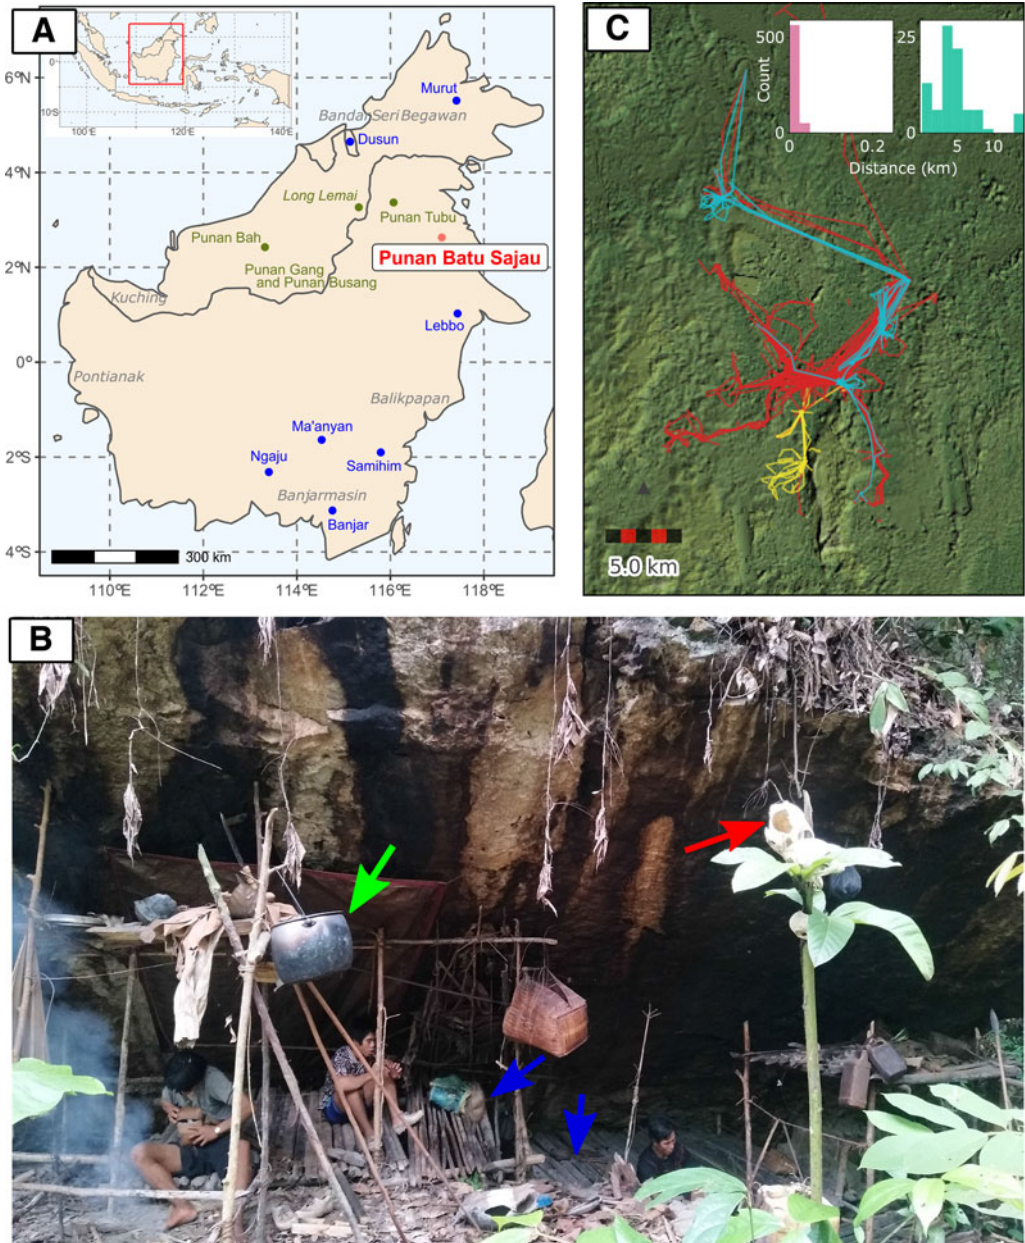 A
6°N
4°N
2°N
0°
2°S
4°S
110°E
112°E
114°E
116°E
118°E
0°
10°S
100°E
120°E
140°E
Murut
Bandar Seri Begawan
Dusun
Long Lemai
Punan Tubu
Punan Bah
Punan Batu Sajau
Punan Gang
and Punan Busang
Kuching
Lebbo
Pontianak
Balikpapan
Ma'anyan
Ngaju
Samihim
Banjarmasin
Banjar
300 km
C
500
Count
0
0
0.2
25
0
5
10
Distance (km)
5.0 km
B